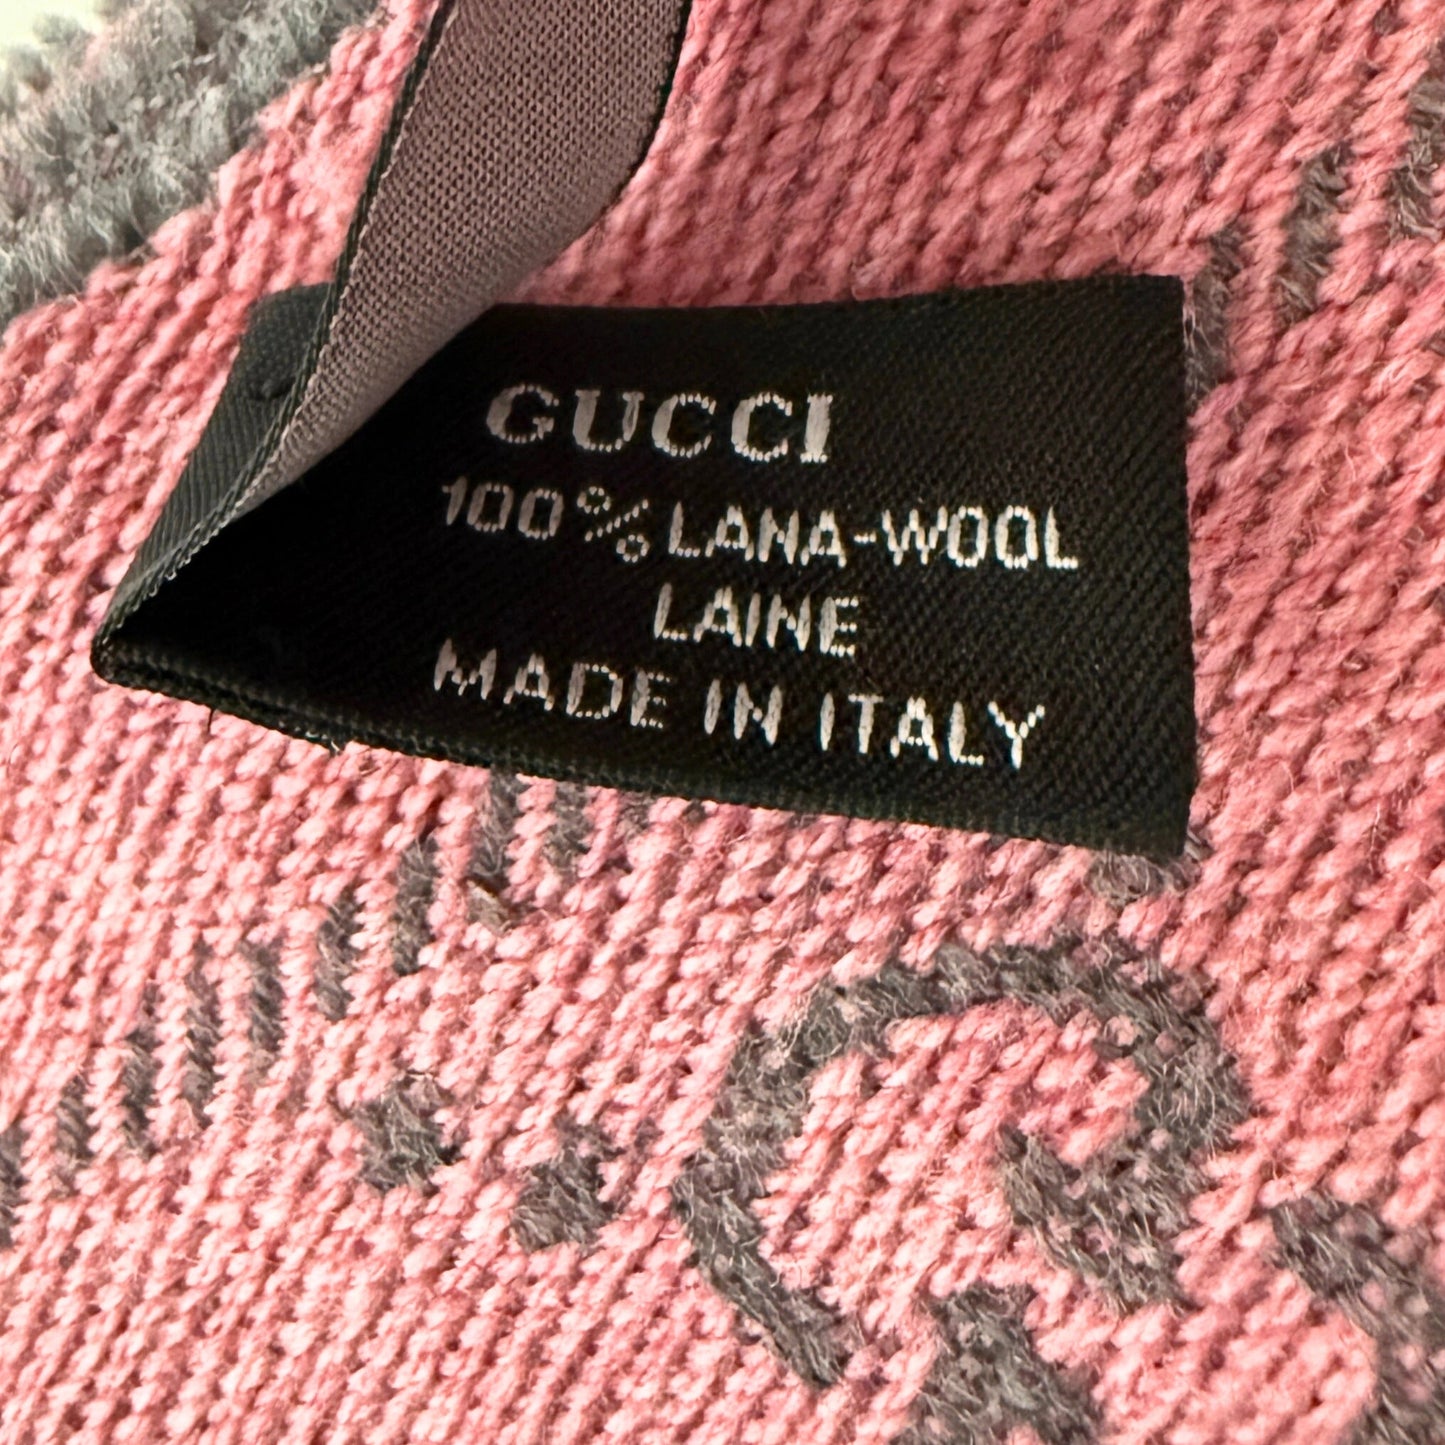 GUCCI
100% LANA-WOOL
LAINE
MADE IN ITALY